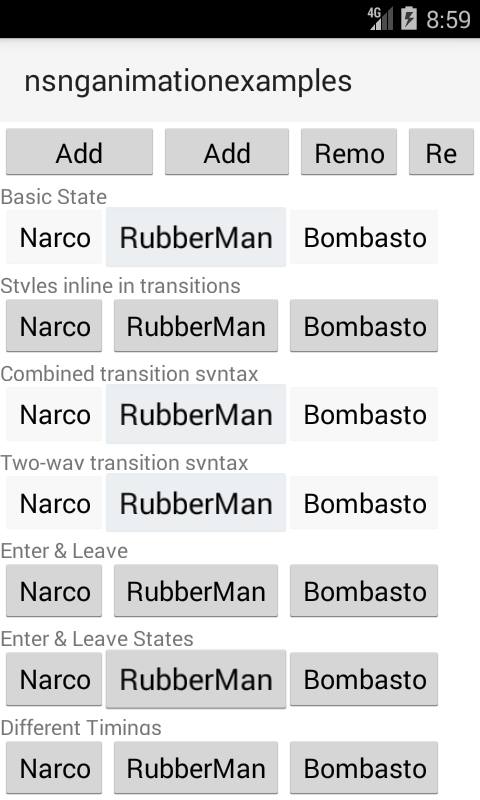 4G 8:59
nsnganimationexamples
Add Add Remo Re
Basic State
Narco RubberMan Bombasto
Styles inline in transitions
Narco RubberMan Bombasto
Combined transition syntax
Narco RubberMan Bombasto
Two-way transition syntax
Narco RubberMan Bombasto
Enter & Leave
Narco RubberMan Bombasto
Enter & Leave States
Narco RubberMan Bombasto
Different Timings
Narco RubberMan Bombasto